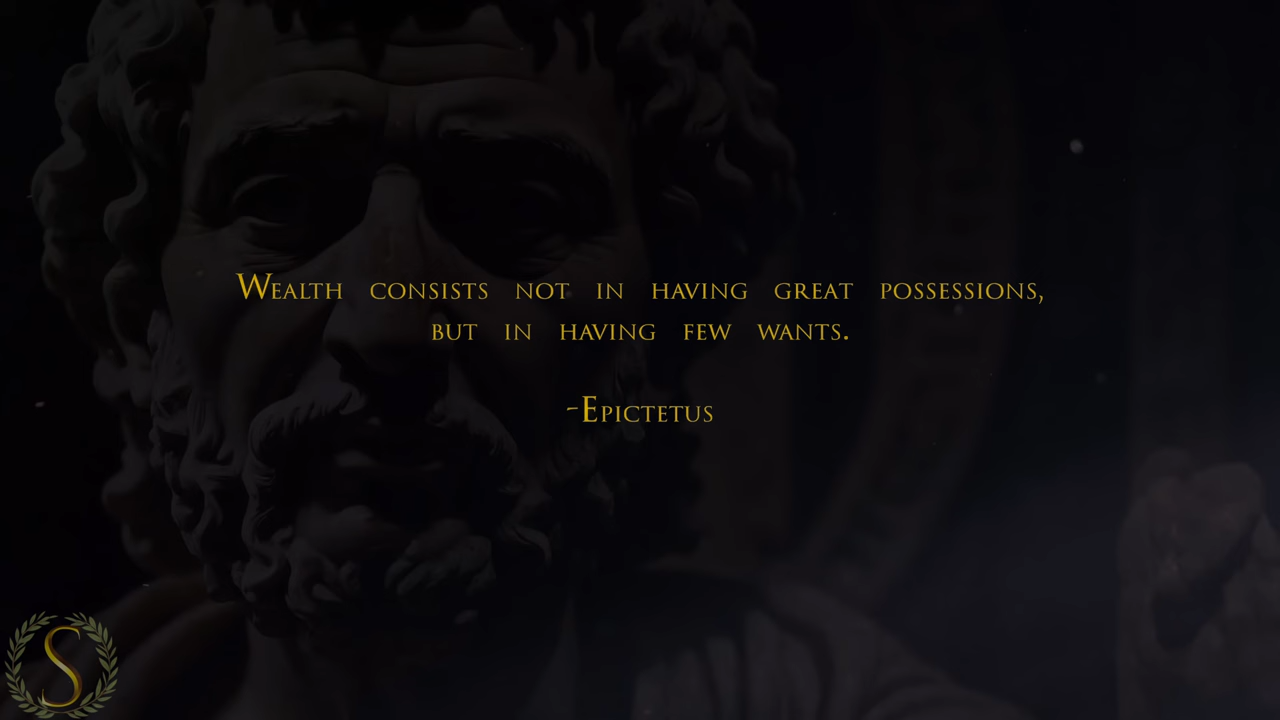 Wealth consists not in having great possessions,
but in having few wants.
-Epictetus
S